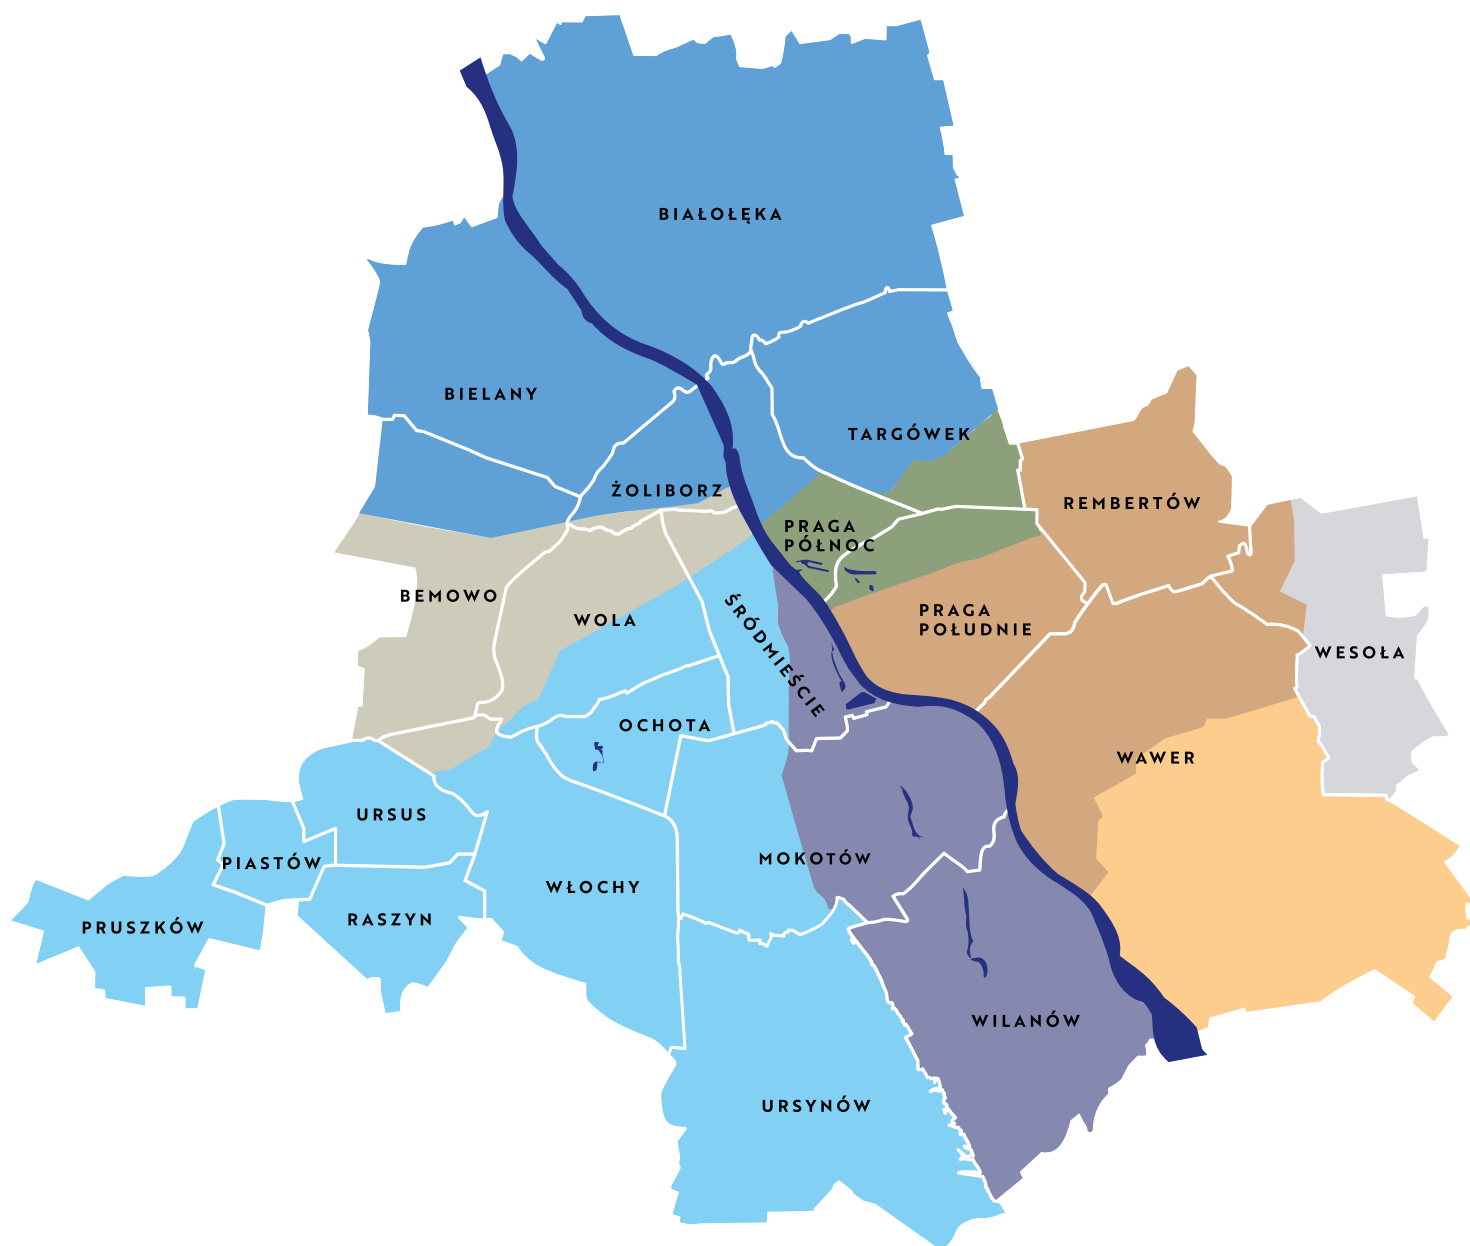 BIAŁOŁĘKA
BIELANY
TARGÓWEK
ŻOLIBORZ
REMBERTÓW
PRAGA
PÓŁNOC
BEMOWO
WOLA
ŚRÓDMIEŚCIE
PRAGA
POŁUDNIE
WESOŁA
OCHOTA
WAWER
URSUS
PIASTÓW
MOKOTÓW
WŁOCHY
RASZYN
PRUSZKÓW
WILANÓW
URSYNÓW